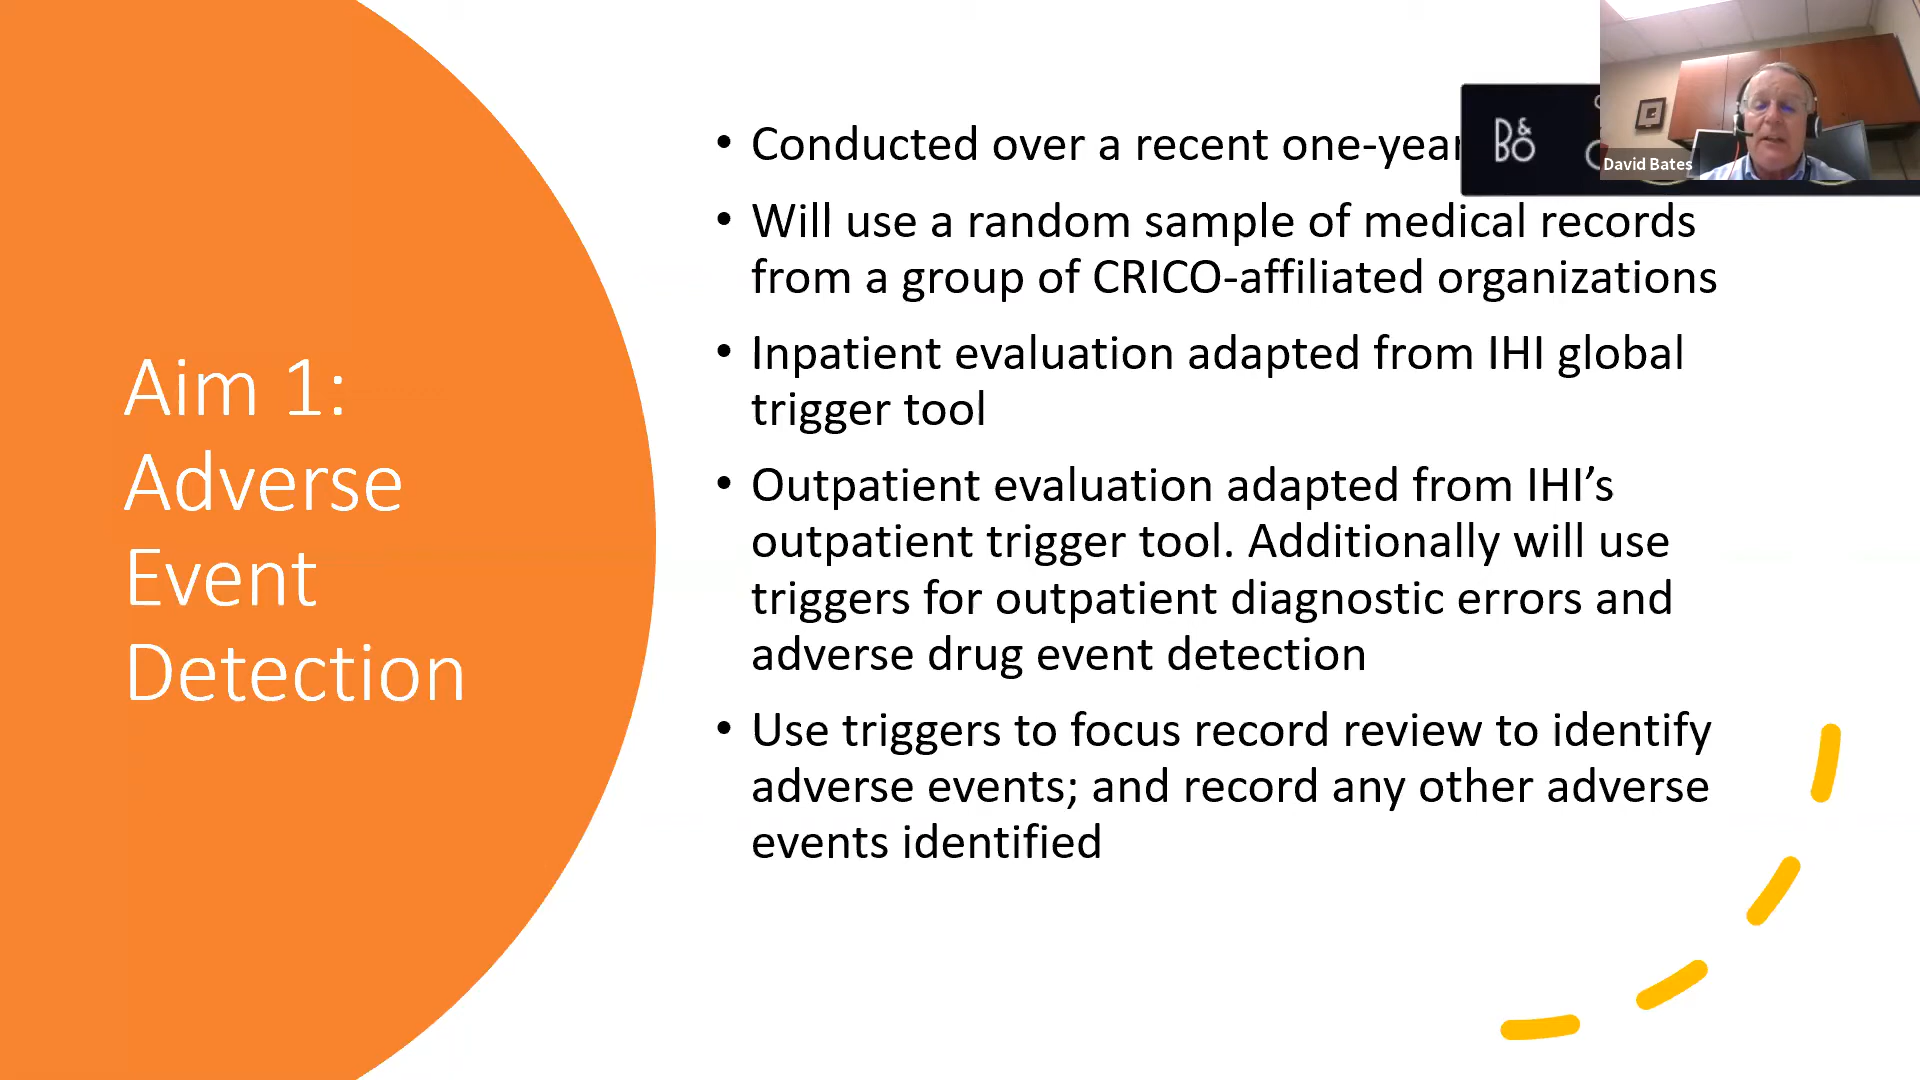 Aim 1:
Adverse
Event
Detection
• Conducted over a recent one-year
• Will use a random sample of medical records
from a group of CRICO-affiliated organizations
• Inpatient evaluation adapted from IHI global
trigger tool
• Outpatient evaluation adapted from IHI’s
outpatient trigger tool. Additionally will use
triggers for outpatient diagnostic errors and
adverse drug event detection
• Use triggers to focus record review to identify
adverse events; and record any other adverse
events identified
B&O
David Bates